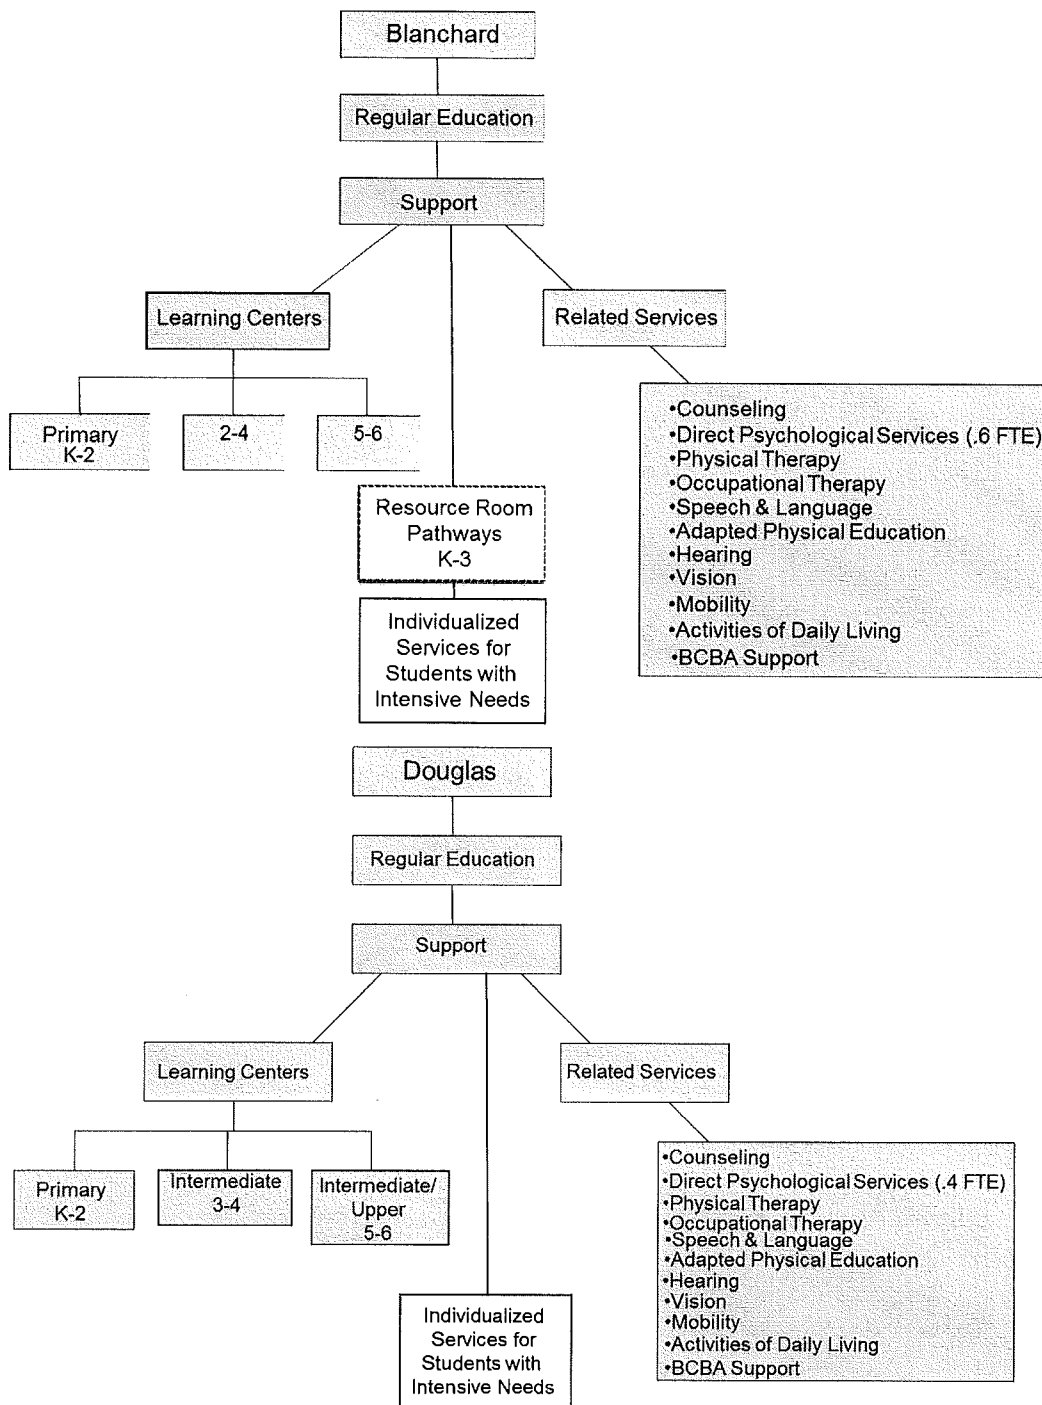 Blanchard
Regular Education
Support
Learning Centers
Related Services
Primary
K-2
2-4
5-6
Resource Room
Pathways
K-3
Individualized
Services for
Students with
Intensive Needs
•Counseling
•Direct Psychological Services (.6 FTE)
•Physical Therapy
•Occupational Therapy
•Speech & Language
•Adapted Physical Education
•Hearing
•Vision
•Mobility
•Activities of Daily Living
•BCBA Support
Douglas
Regular Education
Support
Learning Centers
Related Services
Primary
K-2
Intermediate
3-4
Intermediate/
Upper
5-6
Individualized
Services for
Students with
Intensive Needs
•Counseling
•Direct Psychological Services (.4 FTE)
•Physical Therapy
•Occupational Therapy
•Speech & Language
•Adapted Physical Education
•Hearing
•Vision
•Mobility
•Activities of Daily Living
•BCBA Support